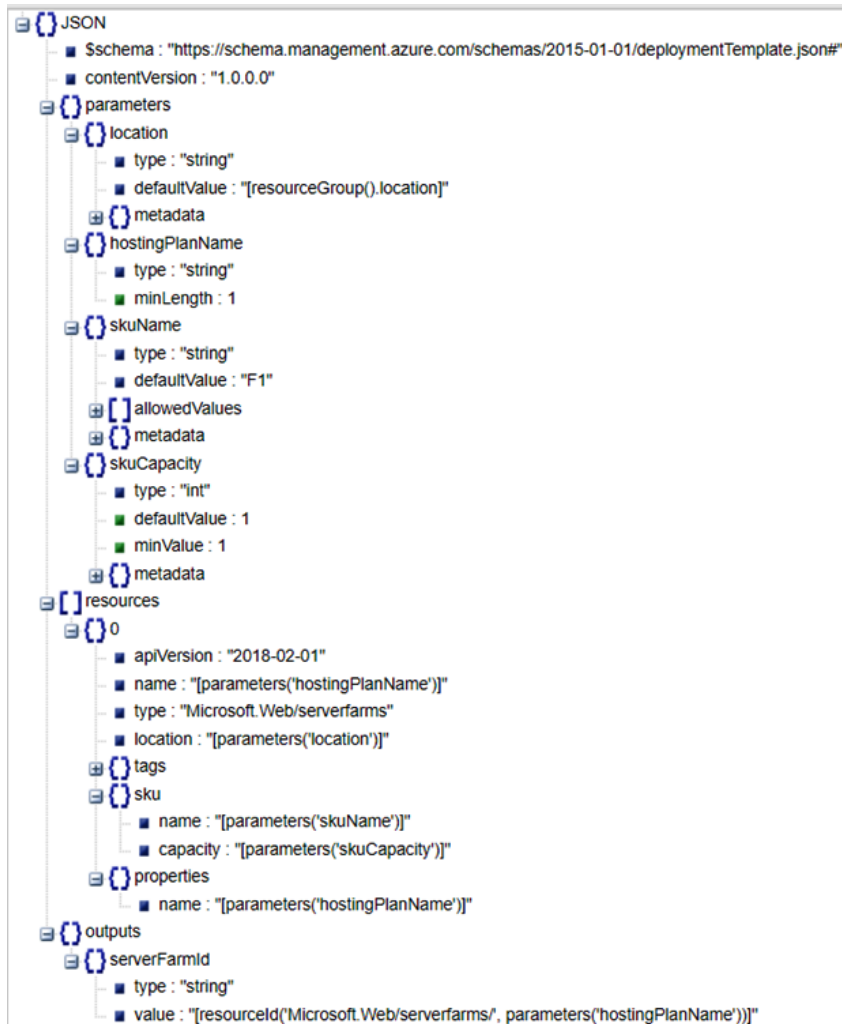 JSON
$schema : "https://schema.management.azure.com/schemas/2015-01-01/deploymentTemplate.json#"
contentVersion : "1.0.0.0"
parameters
location
type : "string"
defaultValue : "[resourceGroup().location]"
metadata
hostingPlanName
type : "string"
minLength : 1
skuName
type : "string"
defaultValue : "F1"
allowedValues
metadata
skuCapacity
type : "int"
defaultValue : 1
minValue : 1
metadata
resources
0
apiVersion : "2018-02-01"
name : "[parameters('hostingPlanName')]"
type : "Microsoft.Web/serverfarms"
location : "[parameters('location')]"
tags
sku
name : "[parameters('skuName')]"
capacity : "[parameters('skuCapacity')]"
properties
name : "[parameters('hostingPlanName')]"
outputs
serverFarmId
type : "string"
value : "[resourceId('Microsoft.Web/serverfarms/', parameters('hostingPlanName'))]"